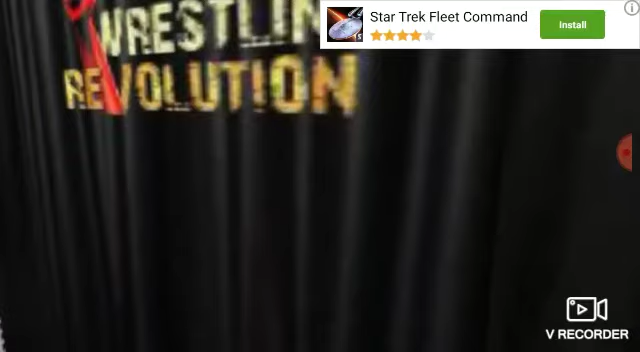 WRESTLIN
REVOLUTION
Star Trek Fleet Command
Install
V RECORDER